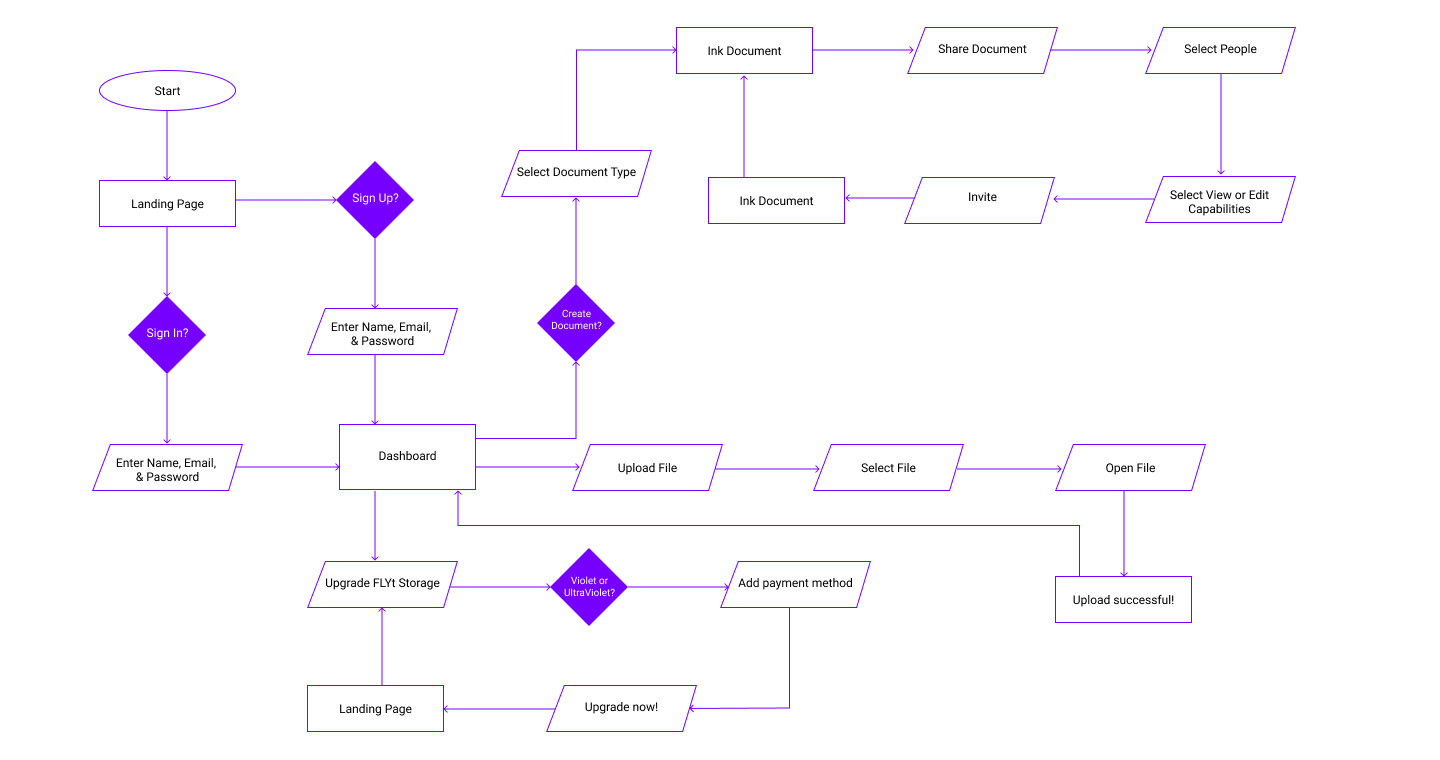 Start
Landing Page
Sign Up?
Sign In?
Enter Name, Email,
& Password
Enter Name, Email,
& Password
Dashboard
Create
Document?
Select Document Type
Ink Document
Share Document
Select People
Select View or Edit
Capabilities
Invite
Ink Document
Upload File
Select File
Open File
Upload successful!
Upgrade FLYt Storage
Violet or
UltraViolet?
Add payment method
Upgrade now!
Landing Page